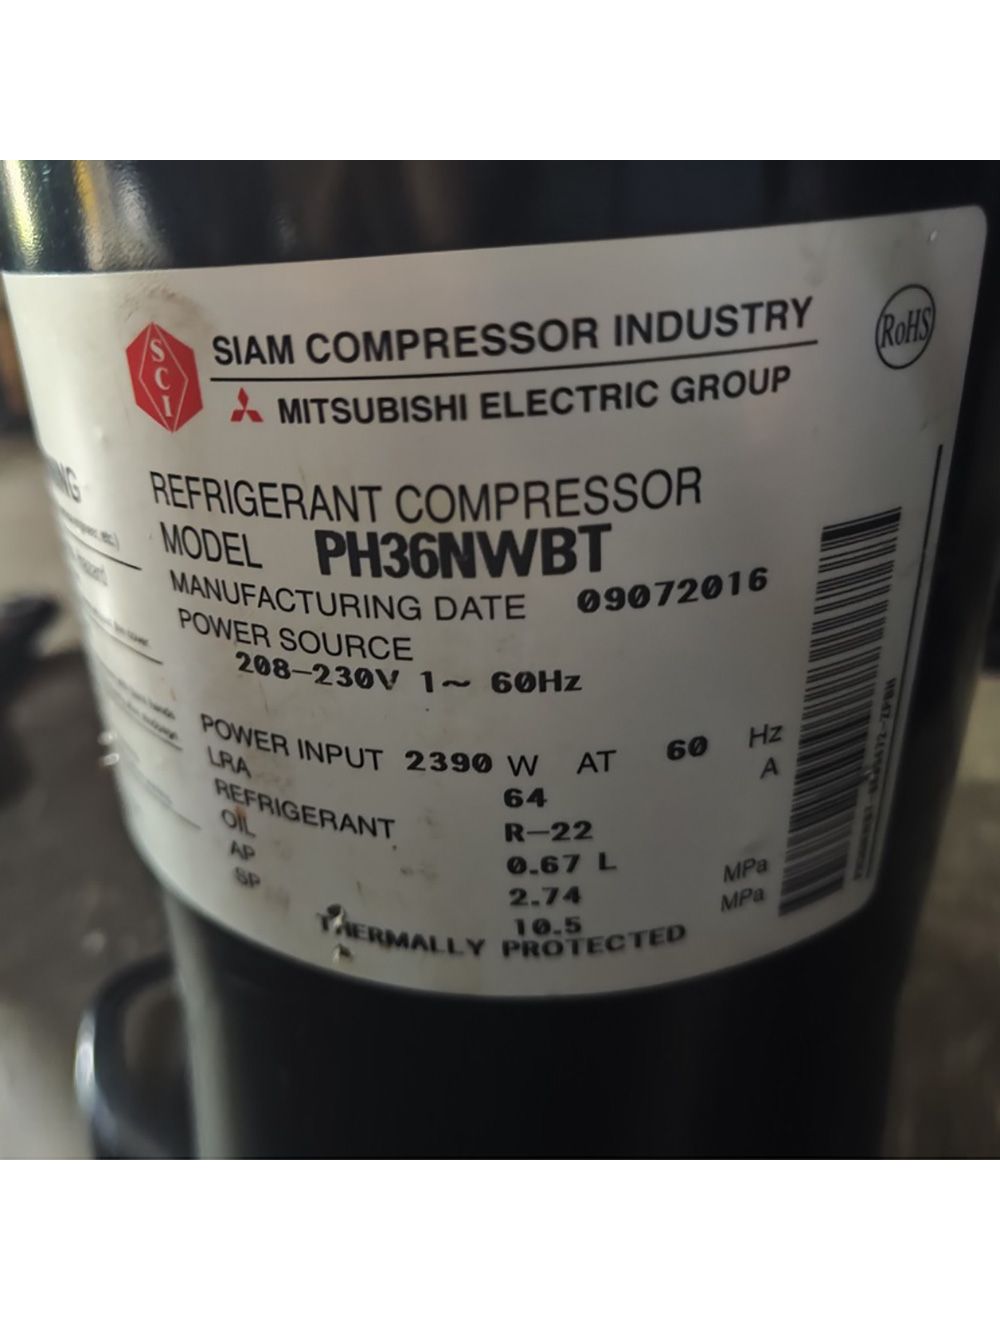 SCI
SIAM COMPRESSOR INDUSTRY
RoHS
MITSUBISHI ELECTRIC GROUP
REFRIGERANT COMPRESSOR
MODEL PH36NWBT
MANUFACTURING DATE 09072016
POWER SOURCE
208-230V 1~ 60Hz
POWER INPUT 2390 W AT 60 Hz
LRA 64 A
REFRIGERANT R-22
OIL 0.67 L
AP 2.74 MPa
SP 10.5 MPa
THERMALLY PROTECTED